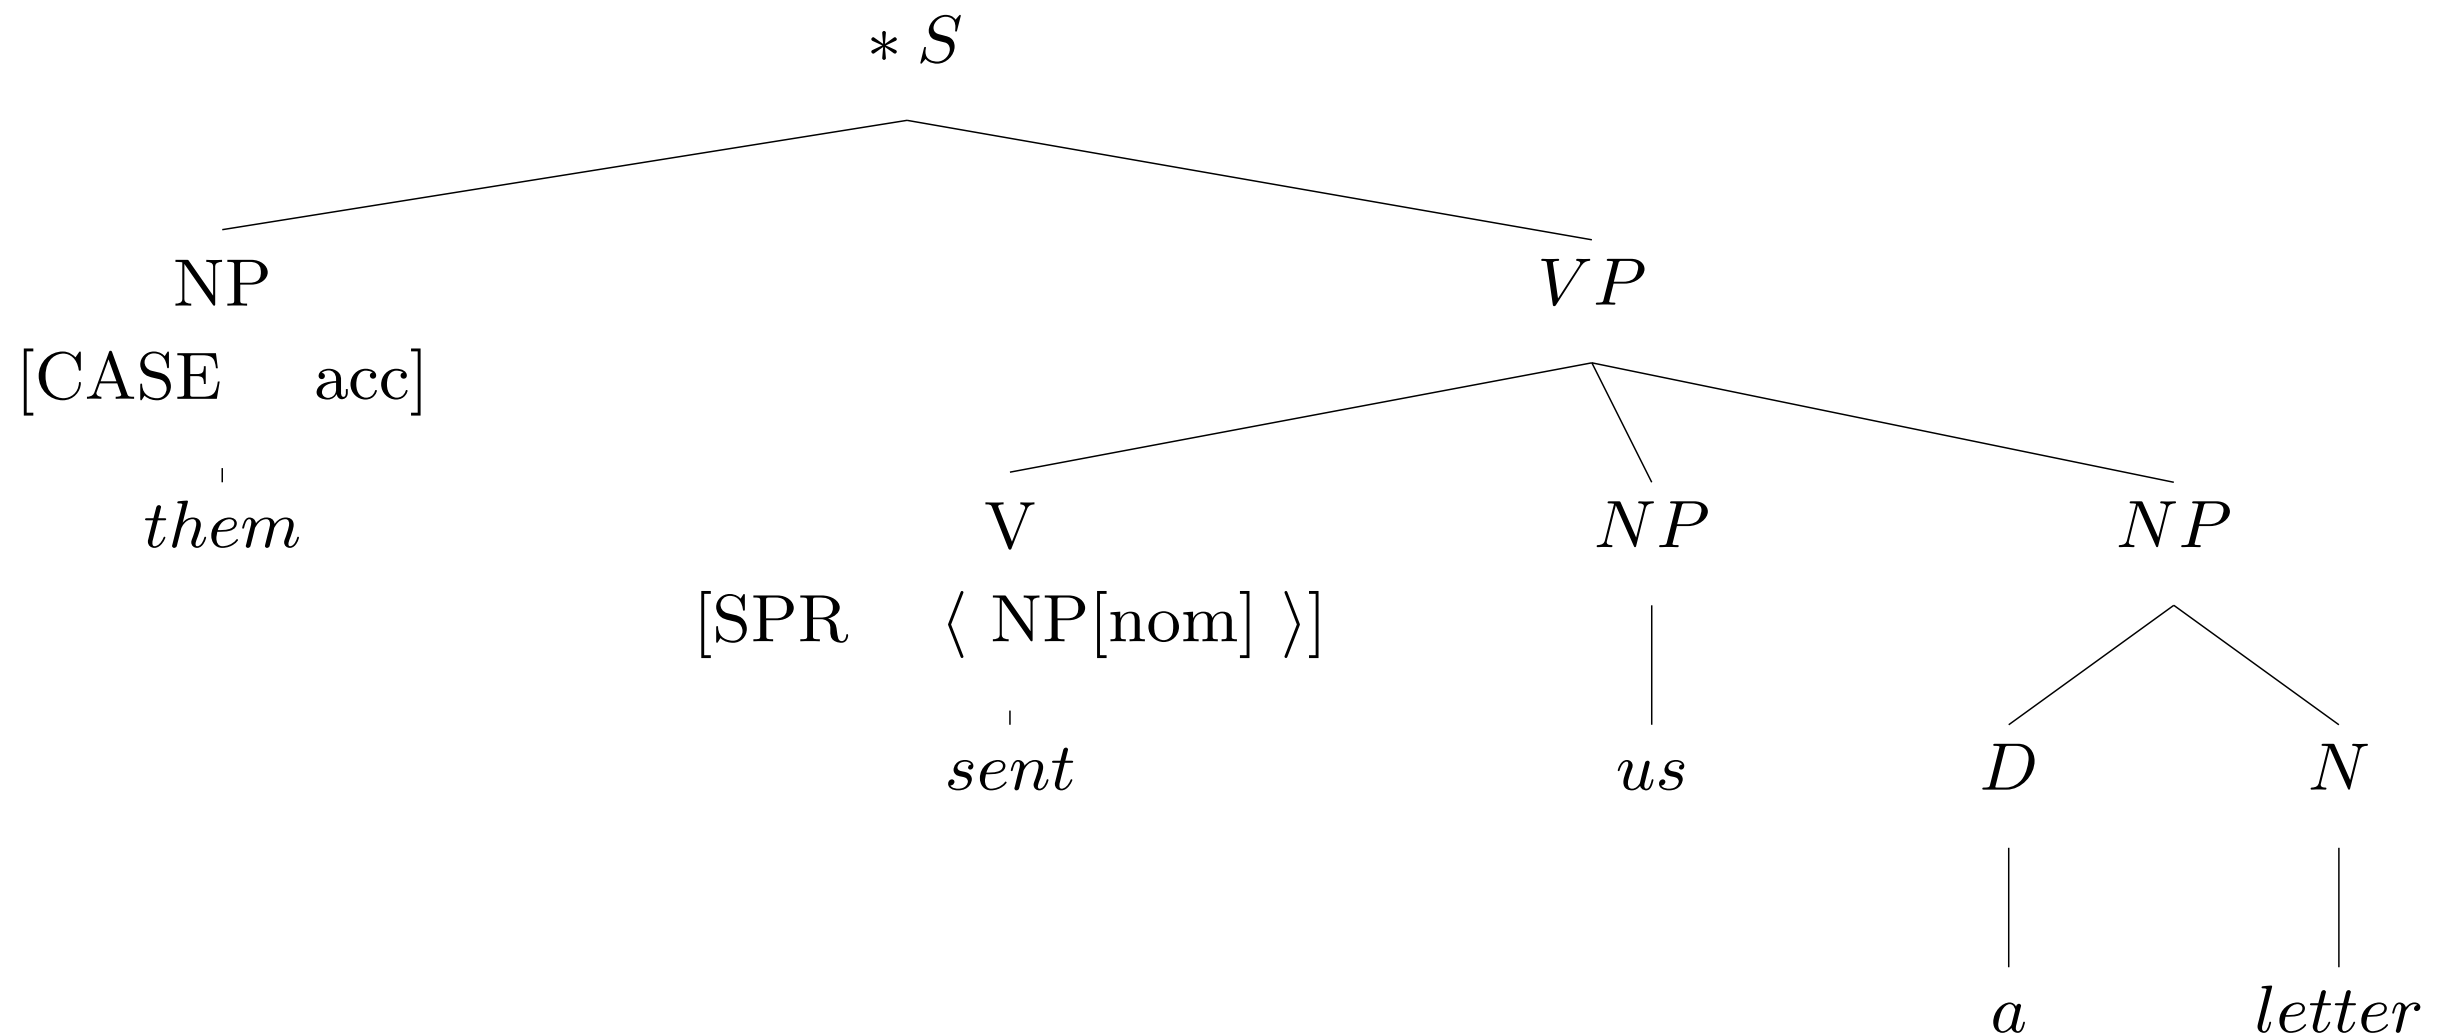 * S
NP VP
[CASE acc]
them V NP NP
[SPR ⟨ NP[nom] ⟩]
sent us D N
a letter